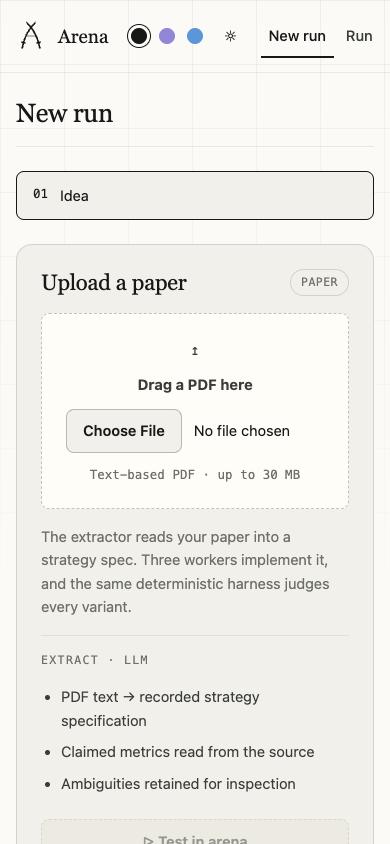 Arena
New run
Run
New run
01 Idea
Upload a paper
PAPER
↥
Drag a PDF here
Choose File No file chosen
Text-based PDF · up to 30 MB
The extractor reads your paper into a
strategy spec. Three workers implement it,
and the same deterministic harness judges
every variant.
EXTRACT · LLM
• PDF text → recorded strategy
specification
• Claimed metrics read from the source
• Ambiguities retained for inspection
▷ Test in arena